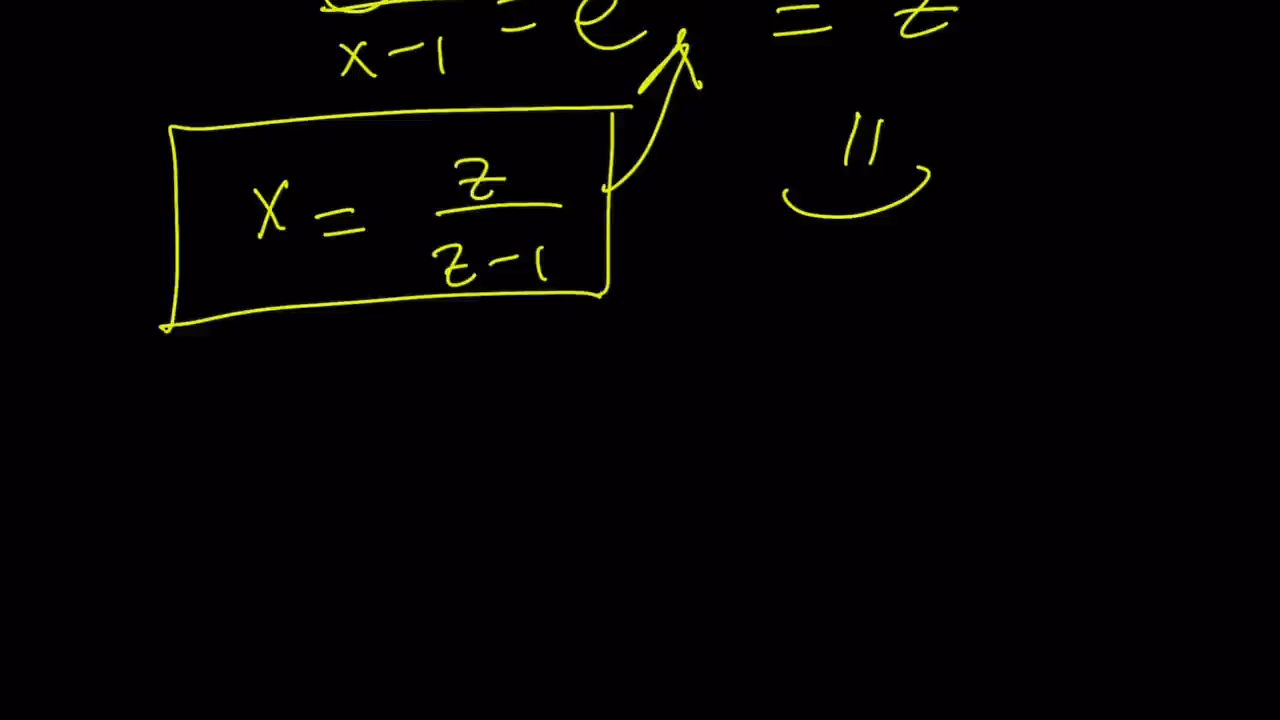 x-1 = e = z
x = z
z-1